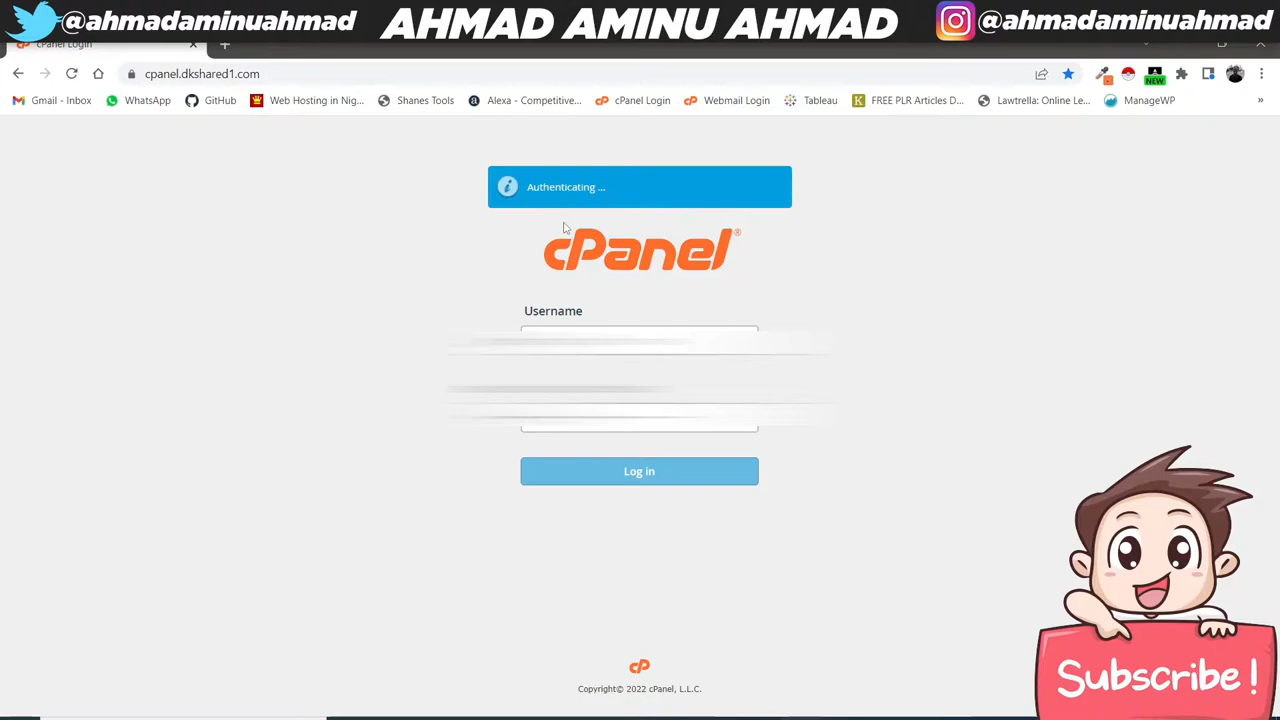 @ahmadaminuahmad
AHMAD AMINU AHMAD
@ahmadaminuahmad
cPanel Login
cpanel.dkshared1.com
Gmail - Inbox
WhatsApp
GitHub
Web Hosting in Nig...
Shanes Tools
Alexa - Competitive...
cPanel Login
Webmail Login
Tableau
FREE PLR Articles D...
Lawtrella: Online Le...
ManageWP
NEW
Authenticating ...
cPanel®
Username
Log in
cP
Copyright© 2022 cPanel, L.L.C.
Subscribe !